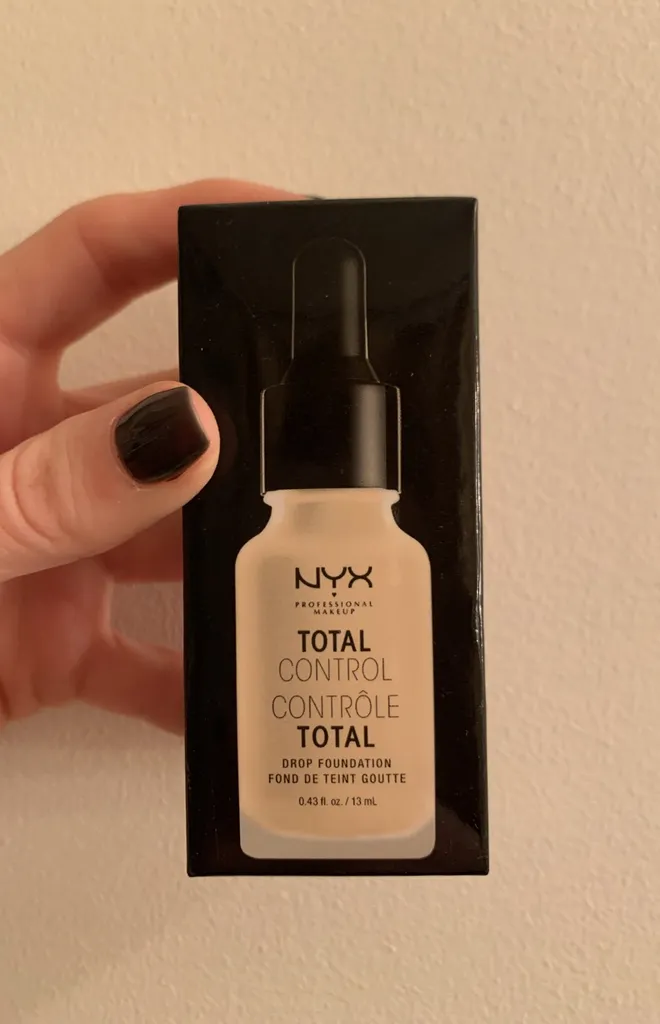 NYX
PROFESSIONAL
MAKEUP
TOTAL
CONTROL
CONTRÔLE
TOTAL
DROP FOUNDATION
FOND DE TEINT GOUTTE
0.43 fl. oz. / 13 mL